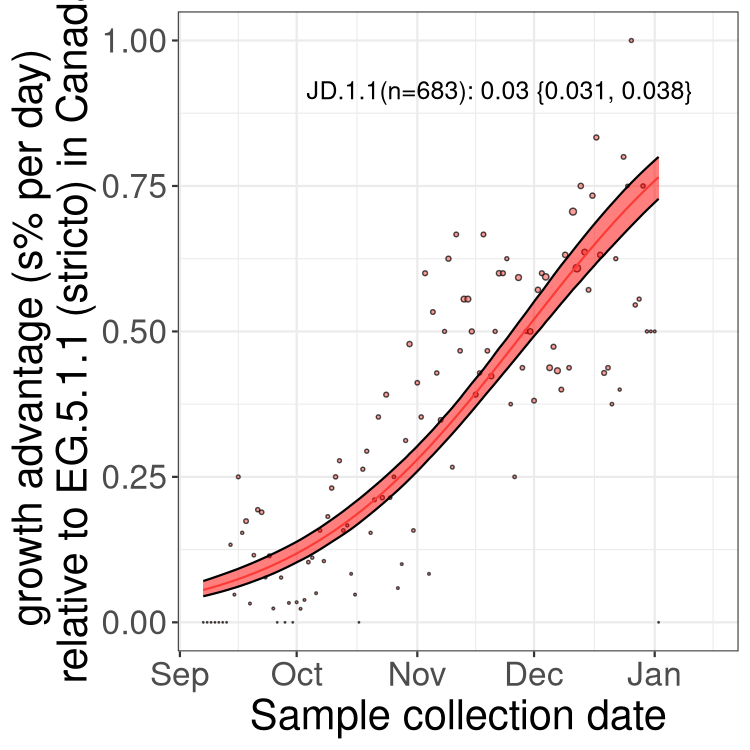 growth advantage (s% per day)
relative to EG.5.1.1 (stricto) in Canada
1.00
0.75
0.50
0.25
0.00
JD.1.1(n=683): 0.03 {0.031, 0.038}
Sep Oct Nov Dec Jan
Sample collection date